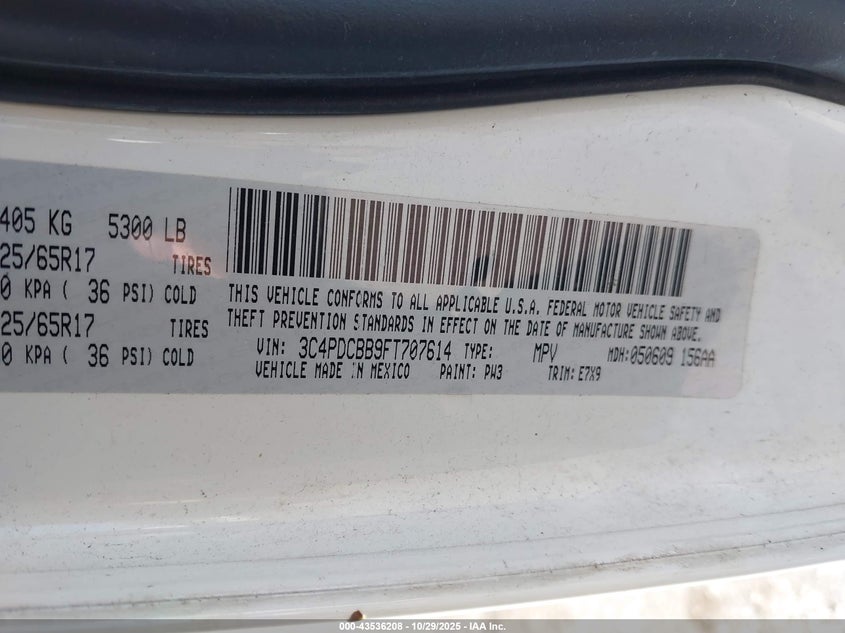 405 KG 5300 LB
25/65R17 TIRES
0 KPA ( 36 PSI) COLD
25/65R17 TIRES
0 KPA ( 36 PSI) COLD
THIS VEHICLE CONFORMS TO ALL APPLICABLE U.S.A. FEDERAL MOTOR VEHICLE SAFETY AND
THEFT PREVENTION STANDARDS IN EFFECT ON THE DATE OF MANUFACTURE SHOWN ABOVE.
VIN: 3C4PDCBB9FT707614 TYPE: MPV MDH:050609 156AA
VEHICLE MADE IN MEXICO PAINT: PW3 TRIM: E7X9
000-43536208 - 10/29/2025 - IAA Inc.